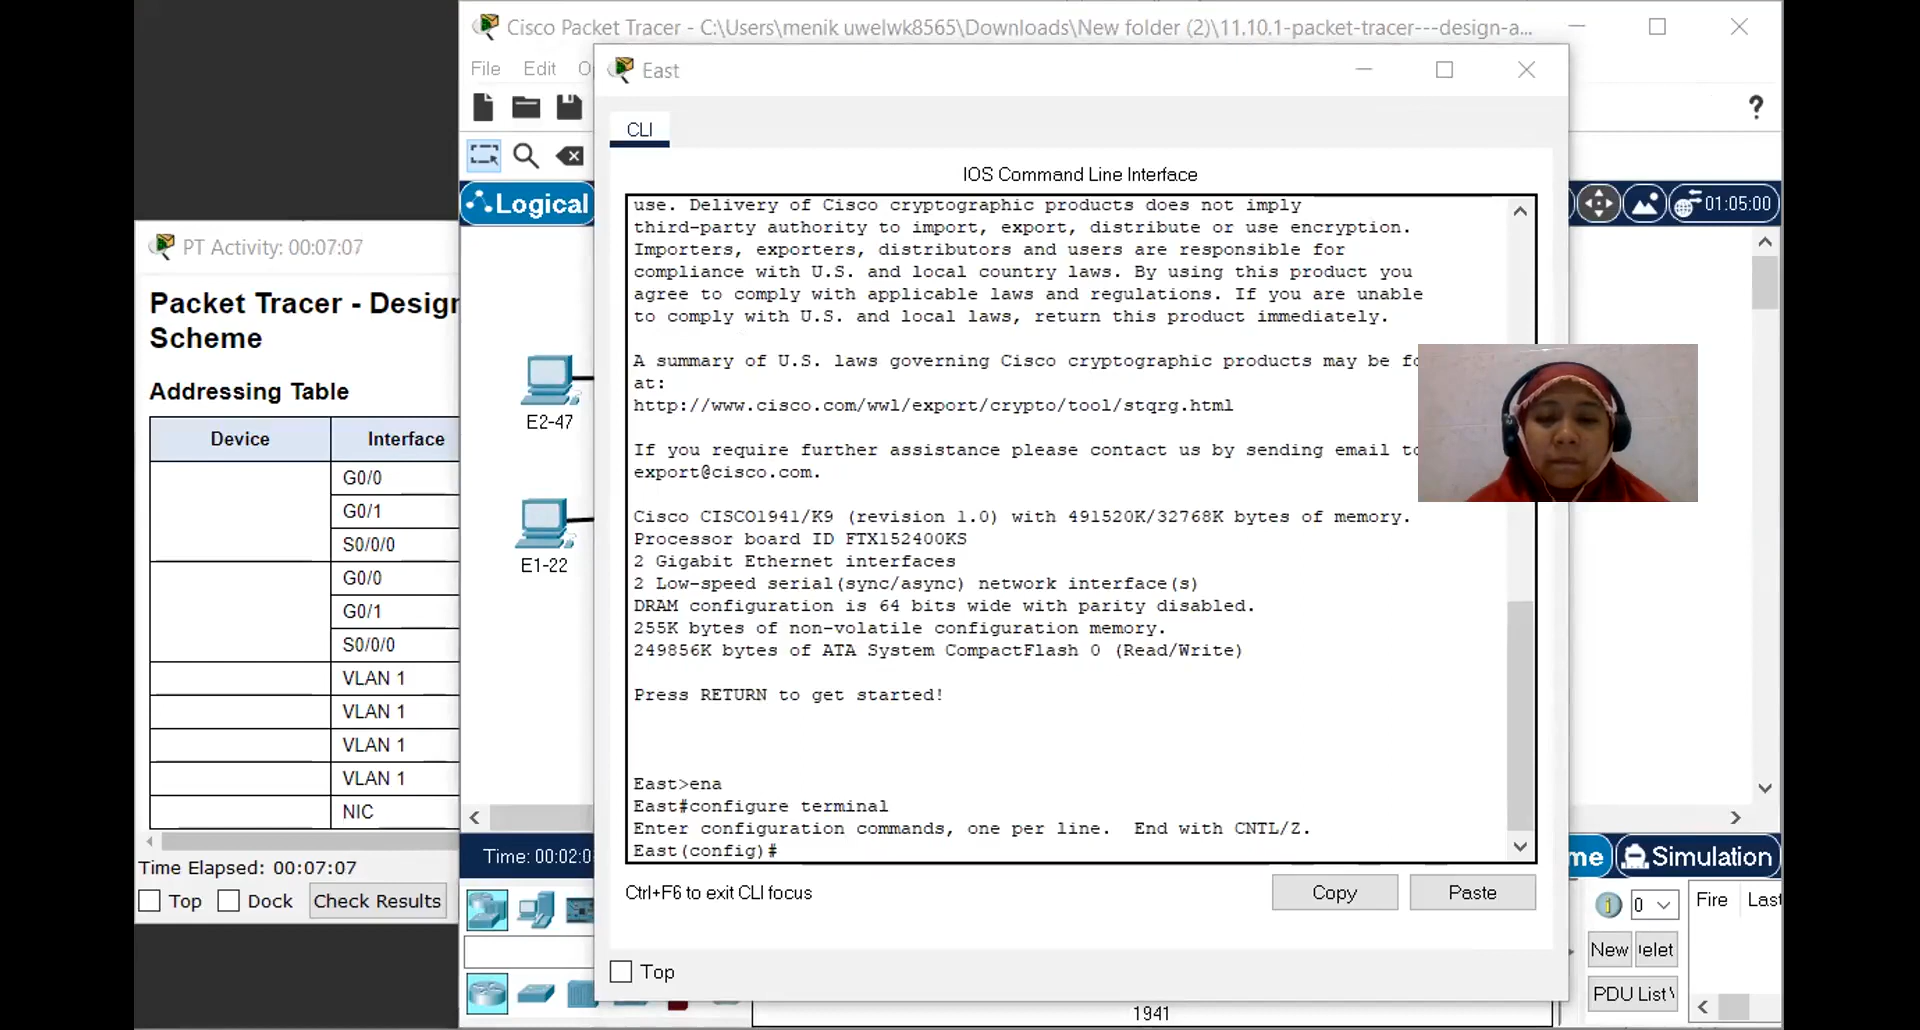 Cisco Packet Tracer - C:\Users\menik uwelwk8565\Downloads\New folder (2)\11.10.1-packet-tracer---design-a...
File Edit O
East
CLI
IOS Command Line Interface
Logical
01:05:00
use. Delivery of Cisco cryptographic products does not imply
third-party authority to import, export, distribute or use encryption.
Importers, exporters, distributors and users are responsible for
compliance with U.S. and local country laws. By using this product you
agree to comply with applicable laws and regulations. If you are unable
to comply with U.S. and local laws, return this product immediately.
A summary of U.S. laws governing Cisco cryptographic products may be fo
at:
http://www.cisco.com/wwl/export/crypto/tool/stqrg.html
If you require further assistance please contact us by sending email to
export@cisco.com.
Cisco CISCO1941/K9 (revision 1.0) with 491520K/32768K bytes of memory.
Processor board ID FTX152400KS
2 Gigabit Ethernet interfaces
2 Low-speed serial(sync/async) network interface(s)
DRAM configuration is 64 bits wide with parity disabled.
255K bytes of non-volatile configuration memory.
249856K bytes of ATA System CompactFlash 0 (Read/Write)
Press RETURN to get started!
East>ena
East#configure terminal
Enter configuration commands, one per line.  End with CNTL/Z.
East(config)#
Ctrl+F6 to exit CLI focus
Copy
Paste
Top
PT Activity: 00:07:07
Packet Tracer - Design
Scheme
Addressing Table
Device Interface
G0/0
G0/1
S0/0/0
G0/0
G0/1
S0/0/0
VLAN 1
VLAN 1
VLAN 1
VLAN 1
NIC
Time Elapsed: 00:07:07
Top Dock Check Results
E2-47
E1-22
Time: 00:02:0
me
Simulation
0
Fire Last
New elet
PDU List
1941